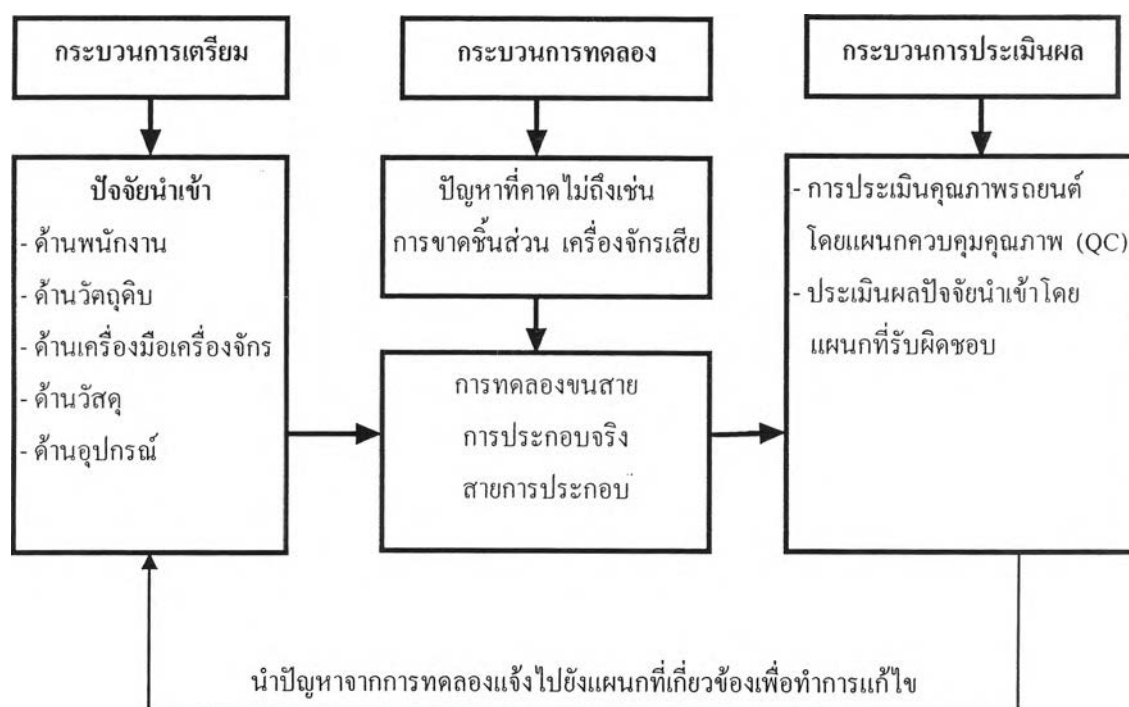 กระบวนการเตรียม
กระบวนการทดลอง
กระบวนการประเมินผล
ปัจจัยนำเข้า
- ด้านพนักงาน
- ด้านวัตถุดิบ
- ด้านเครื่องมือเครื่องจักร
- ด้านวัสดุ
- ด้านอุปกรณ์
ปัญหาที่คาดไม่ถึงเช่น
การขาดชิ้นส่วน เครื่องจักรเสีย
การทดลองขนสาย
การประกอบจริง
สายการประกอบ
- การประเมินคุณภาพรถยนต์
โดยแผนกควบคุมคุณภาพ (QC)
- ประเมินผลปัจจัยนำเข้าโดย
แผนกที่รับผิดชอบ
นำปัญหาจากการทดลองแจ้งไปยังแผนกที่เกี่ยวข้องเพื่อทำการแก้ไข